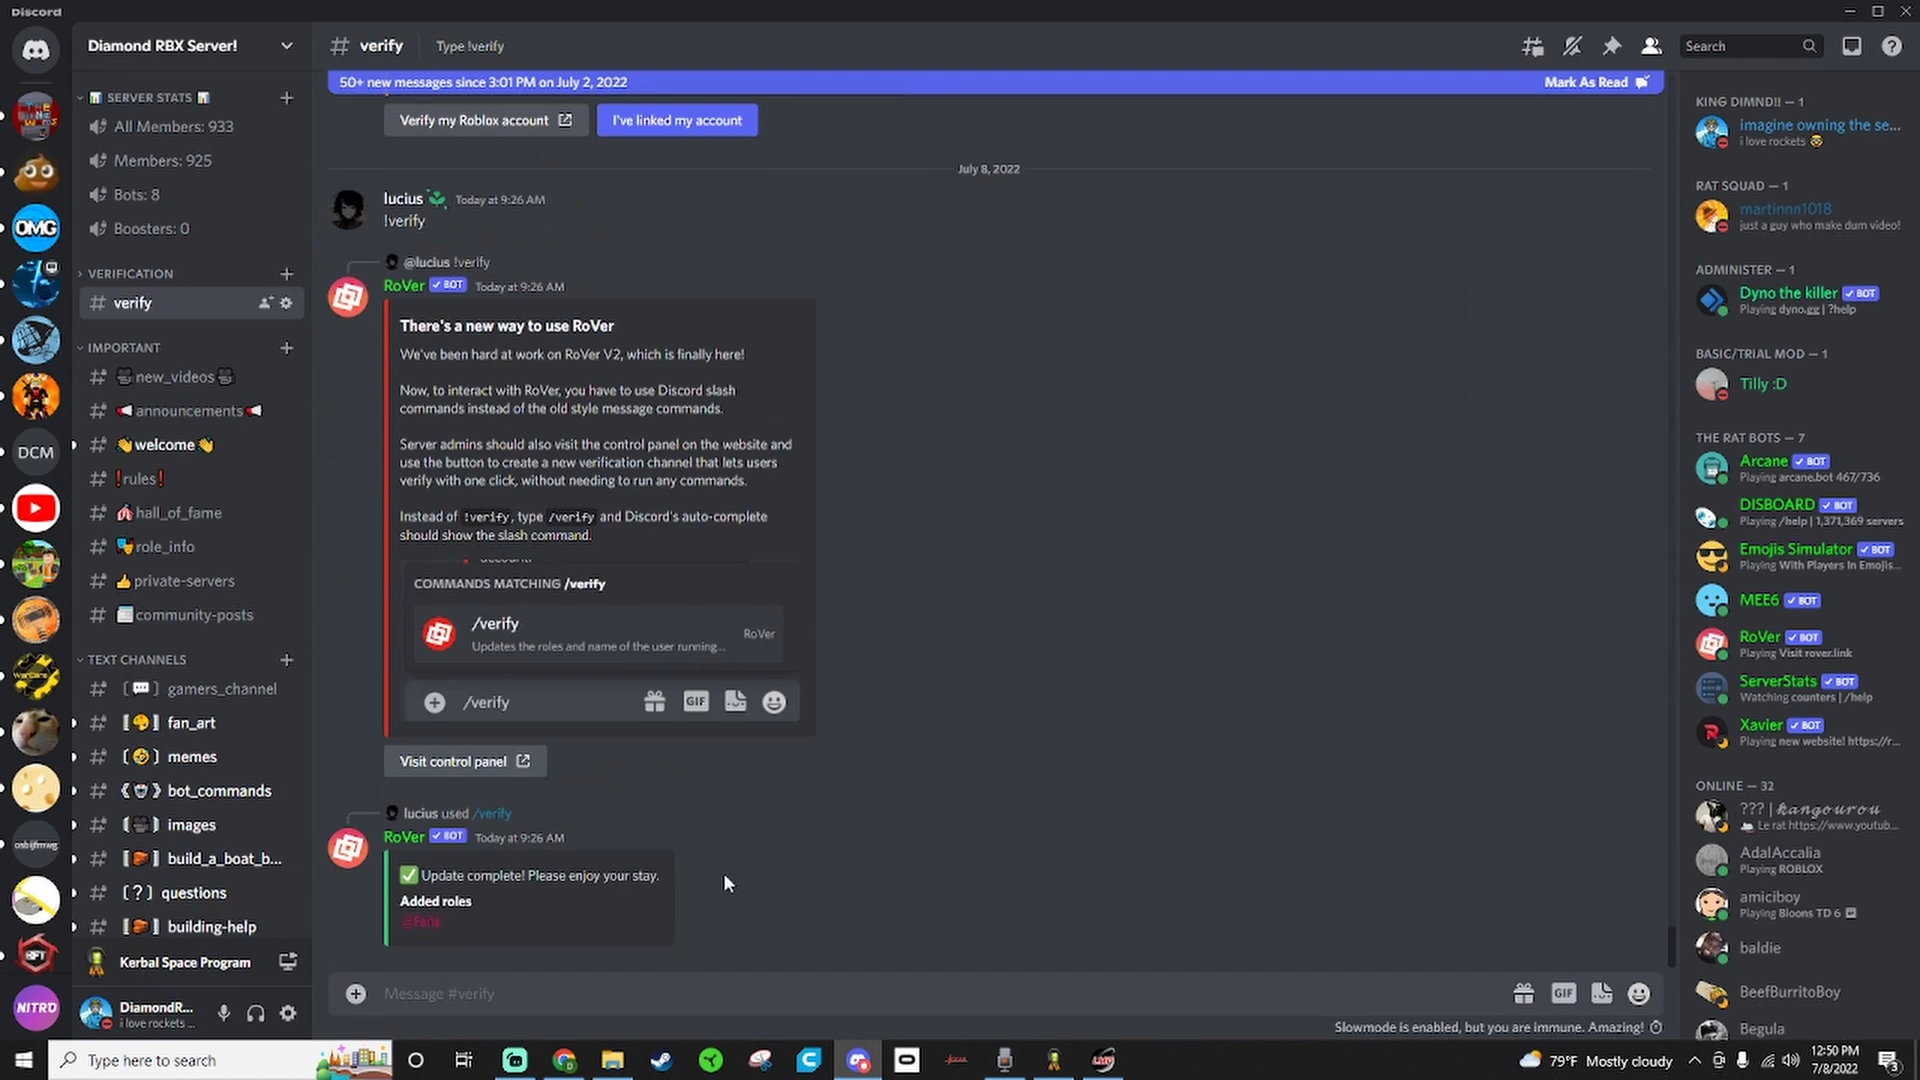 Discord
Diamond RBX Server!
SERVER STATS
All Members: 933
Members: 925
Bots: 8
Boosters: 0
VERIFICATION
verify
IMPORTANT
new_videos
announcements
welcome
rules
hall_of_fame
role_info
private-servers
community-posts
TEXT CHANNELS
gamers_channel
fan_art
memes
bot_commands
images
build_a_boat_b...
questions
building-help
Kerbal Space Program
DiamondR...
i love rockets ...
OMG
DCM
NITRO
# verify
Type !verify
Search
50+ new messages since 3:01 PM on July 2, 2022
Mark As Read
Verify my Roblox account
I've linked my account
July 8, 2022
lucius Today at 9:26 AM
!verify
@lucius !verify
RoVer BOT Today at 9:26 AM
There's a new way to use RoVer
We've been hard at work on RoVer V2, which is finally here!
Now, to interact with RoVer, you have to use Discord slash
commands instead of the old style message commands.
Server admins should also visit the control panel on the website and
use the button to create a new verification channel that lets users
verify with one click, without needing to run any commands.
Instead of !verify, type /verify and Discord's auto-complete
should show the slash command.
COMMANDS MATCHING /verify
/verify
Updates the roles and name of the user running...
RoVer
/verify
GIF
Visit control panel
lucius used /verify
RoVer BOT Today at 9:26 AM
Update complete! Please enjoy your stay.
Added roles
@Fans
Message #verify
GIF
Slowmode is enabled, but you are immune. Amazing!
KING DIMND!! — 1
imagine owning the se...
i love rockets
RAT SQUAD — 1
martinnn1018
just a guy who make dum video!
ADMINISTER — 1
Dyno the killer BOT
Playing dyno.gg | ?help
BASIC/TRIAL MOD — 1
Tilly :D
THE RAT BOTS — 7
Arcane BOT
Playing arcane.bot 467/736
DISBOARD BOT
Playing /help | 1,371,369 servers
Emojis Simulator BOT
Playing With Players In Emojis...
MEE6 BOT
RoVer BOT
Playing Visit rover.link
ServerStats BOT
Watching counters | /help
Xavier BOT
Playing new website! https://r...
ONLINE — 32
??? | 𝓀𝒶𝓃𝑔𝑜𝓊𝓇𝑜𝓊
Le rat https://www.youtub...
AdalAccalia
Playing ROBLOX
amiciboy
Playing Bloons TD 6
baldie
BeefBurritoBoy
Begula
Type here to search
79°F Mostly cloudy
12:50 PM
7/8/2022
3